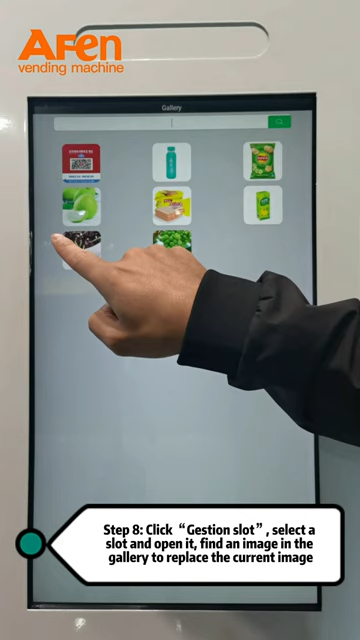 AFEN
vending machine
Gallery
Step 8: Click “Gestion slot”, select a
slot and open it, find an image in the
gallery to replace the current image